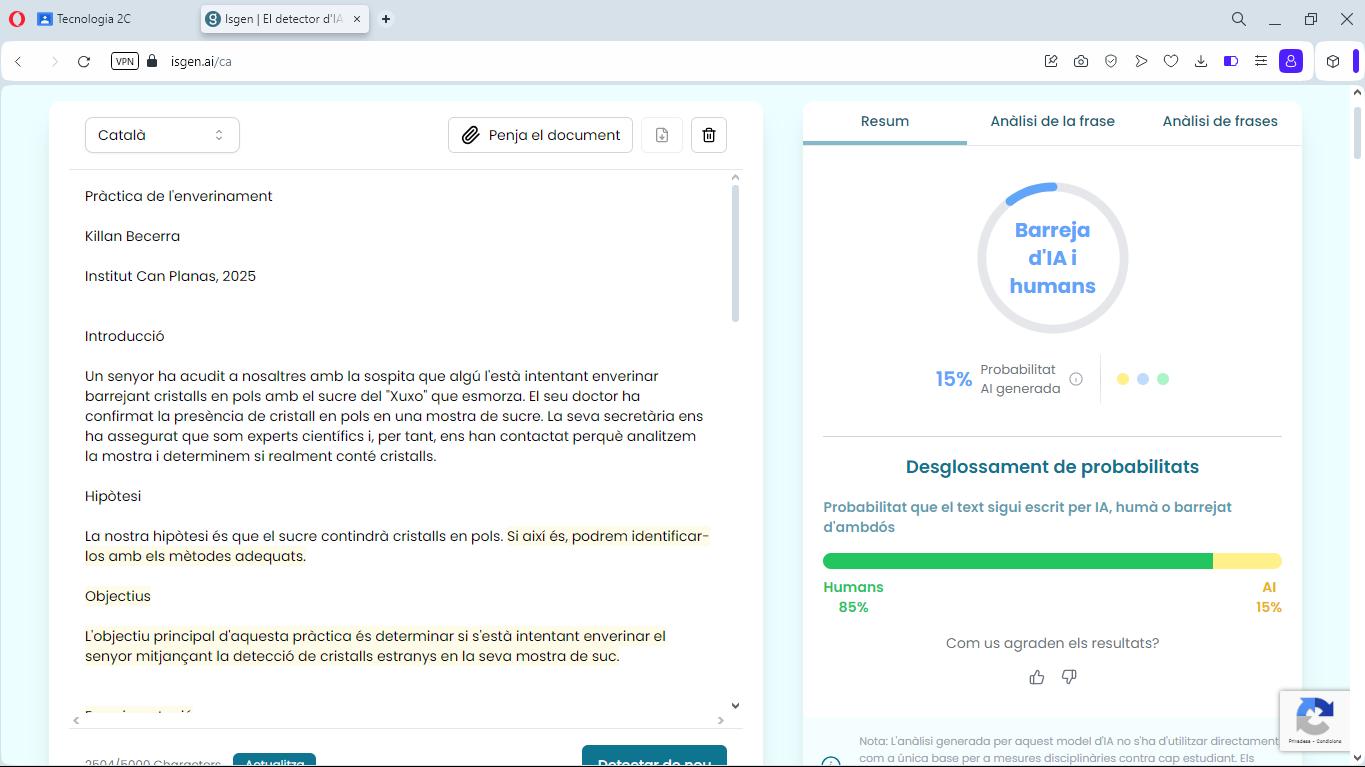 Tecnologia 2C
Isgen | El detector d'IA
VPN
isgen.ai/ca
Català
Penja el document
Pràctica de l'enverinament
Killan Becerra
Institut Can Planas, 2025
Introducció
Un senyor ha acudit a nosaltres amb la sospita que algú l'està intentant enverinar
barrejant cristalls en pols amb el sucre del "Xuxo" que esmorza. El seu doctor ha
confirmat la presència de cristall en pols en una mostra de sucre. La seva secretària ens
ha assegurat que som experts científics i, per tant, ens han contactat perquè analitzem
la mostra i determinem si realment conté cristalls.
Hipòtesi
La nostra hipòtesi és que el sucre contindrà cristalls en pols. Si així és, podrem identificar-
los amb els mètodes adequats.
Objectius
L'objectiu principal d'aquesta pràctica és determinar si s'està intentant enverinar el
senyor mitjançant la detecció de cristalls estranys en la seva mostra de suc.
2504/5000 Characters
Actualitza
Detectar de nou
Resum
Anàlisi de la frase
Anàlisi de frases
Barreja
d'IA i
humans
15%
Probabilitat
AI generada
Desglossament de probabilitats
Probabilitat que el text sigui escrit per IA, humà o barrejat
d'ambdós
Humans
AI
85%
15%
Com us agraden els resultats?
Nota: L'anàlisi generada per aquest model d'IA no s'ha d'utilitzar directament
com a única base per a mesures disciplinàries contra cap estudiant. Els
Privadesa - Condicions